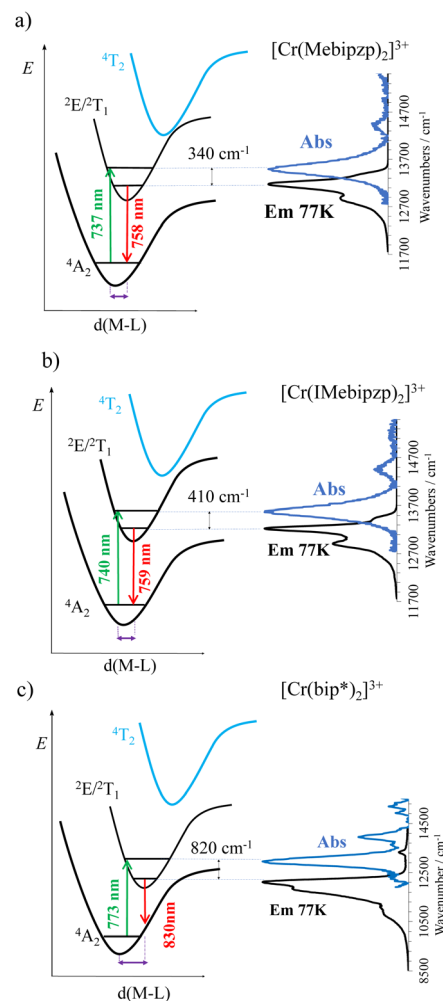 a)
E
⁴T₂
[Cr(Mebipzp)₂]³⁺
²E/²T₁
Abs
340 cm⁻¹
Em 77K
737 nm
758 nm
⁴A₂
d(M-L)
14700
13700
12700
11700
Wavenumbers / cm⁻¹
b)
E
⁴T₂
[Cr(IMebipzp)₂]³⁺
²E/²T₁
Abs
410 cm⁻¹
Em 77K
740 nm
759 nm
⁴A₂
d(M-L)
14700
13700
12700
11700
Wavenumbers / cm⁻¹
c)
E
⁴T₂
[Cr(bip*)₂]³⁺
²E/²T₁
Abs
820 cm⁻¹
Em 77K
773 nm
830nm
⁴A₂
d(M-L)
14500
12500
10500
8500
Wavenumber / cm⁻¹